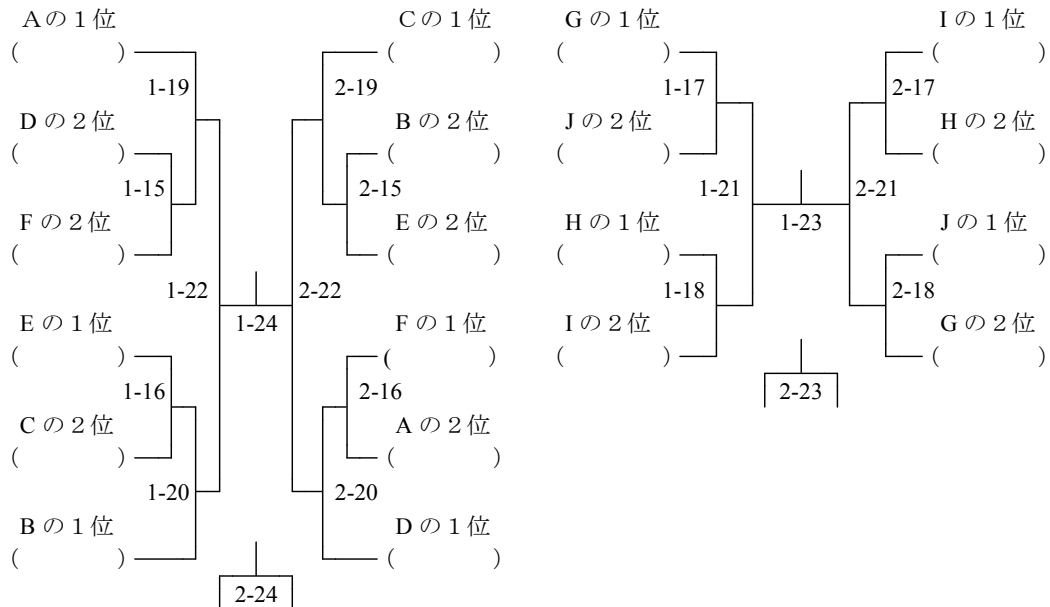 Aの１位 Cの１位 Gの１位 Iの１位
( ) ( ) ( ) ( )
1-19 2-19 1-17 2-17
Dの２位 Bの２位 Jの２位 Hの２位
( ) ( ) ( ) ( )
1-15 2-15 1-21 2-21
Fの２位 Eの２位 Hの１位 1-23 Jの１位
( ) ( ) ( ) ( )
1-22 2-22 1-18 2-18
Eの１位 1-24 Fの１位 Iの２位 Gの２位
( ) ( ) ( ) ( )
1-16 2-16 2-23
Cの２位 Aの２位
( ) ( )
1-20 2-20
Bの１位 Dの１位
( ) ( )
2-24